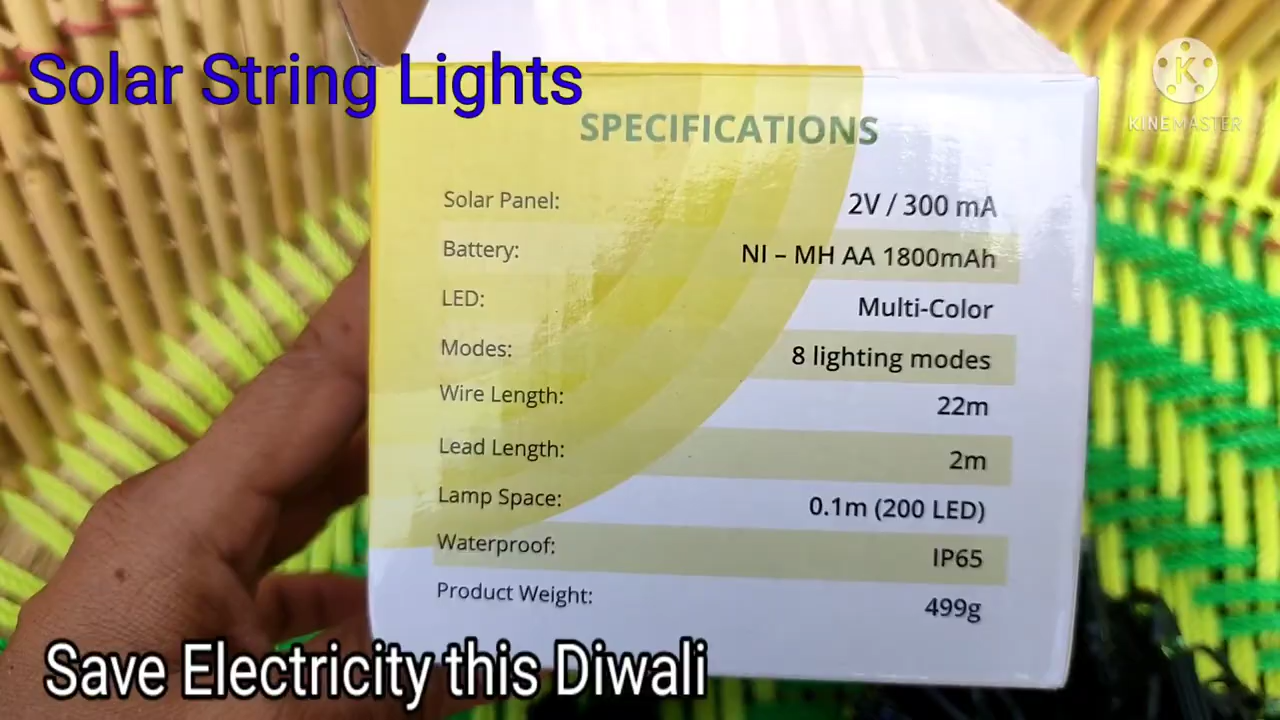 Solar String Lights
K
KINEMASTER
SPECIFICATIONS
Solar Panel: 2V / 300 mA
Battery: NI – MH AA 1800mAh
LED: Multi-Color
Modes: 8 lighting modes
Wire Length: 22m
Lead Length: 2m
Lamp Space: 0.1m (200 LED)
Waterproof: IP65
Product Weight: 499g
Save Electricity this Diwali